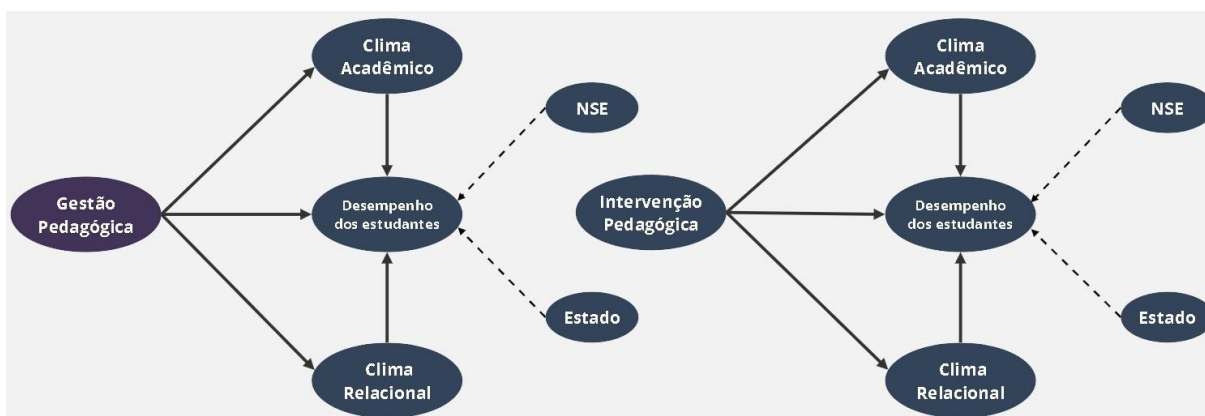 Clima
Acadêmico
NSE
Gestão
Pedagógica
Desempenho
dos estudantes
Estado
Clima
Relacional
Clima
Acadêmico
NSE
Intervenção
Pedagógica
Desempenho
dos estudantes
Estado
Clima
Relacional